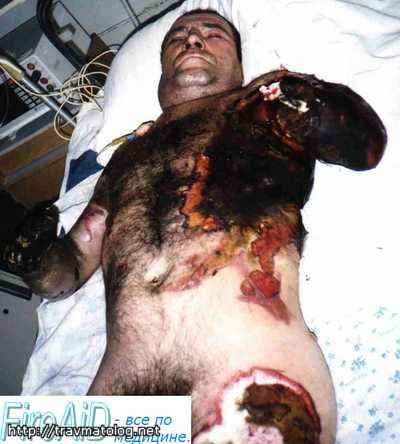 FireAiD - все по
медицине.
http://travmatolog.net